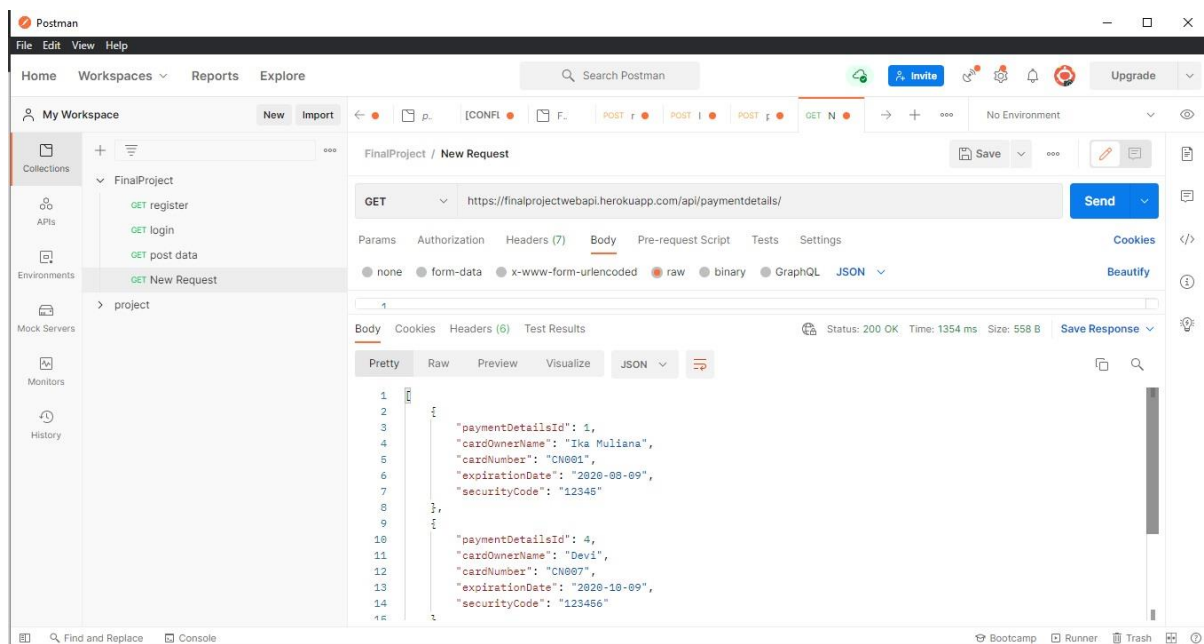 Postman
File Edit View Help
Home Workspaces Reports Explore Search Postman Invite Upgrade
My Workspace New Import [CONFL F.. POST r POST l POST p GET N No Environment
Collections
APIs
Environments
Mock Servers
Monitors
History
FinalProject
GET register
GET login
GET post data
GET New Request
project
FinalProject / New Request Save
GET https://finalprojectwebapi.herokuapp.com/api/paymentdetails/ Send
Params Authorization Headers (7) Body Pre-request Script Tests Settings Cookies
none form-data x-www-form-urlencoded raw binary GraphQL JSON Beautify
1
Body Cookies Headers (6) Test Results Status: 200 OK Time: 1354 ms Size: 558 B Save Response
Pretty Raw Preview Visualize JSON
1 [
2 {
3 "paymentDetailsId": 1,
4 "cardOwnerName": "Ika Muliana",
5 "cardNumber": "CN001",
6 "expirationDate": "2020-08-09",
7 "securityCode": "12345"
8 },
9 {
10 "paymentDetailsId": 4,
11 "cardOwnerName": "Devi",
12 "cardNumber": "CN007",
13 "expirationDate": "2020-10-09",
14 "securityCode": "123456"
15 }
Find and Replace Console Bootcamp Runner Trash